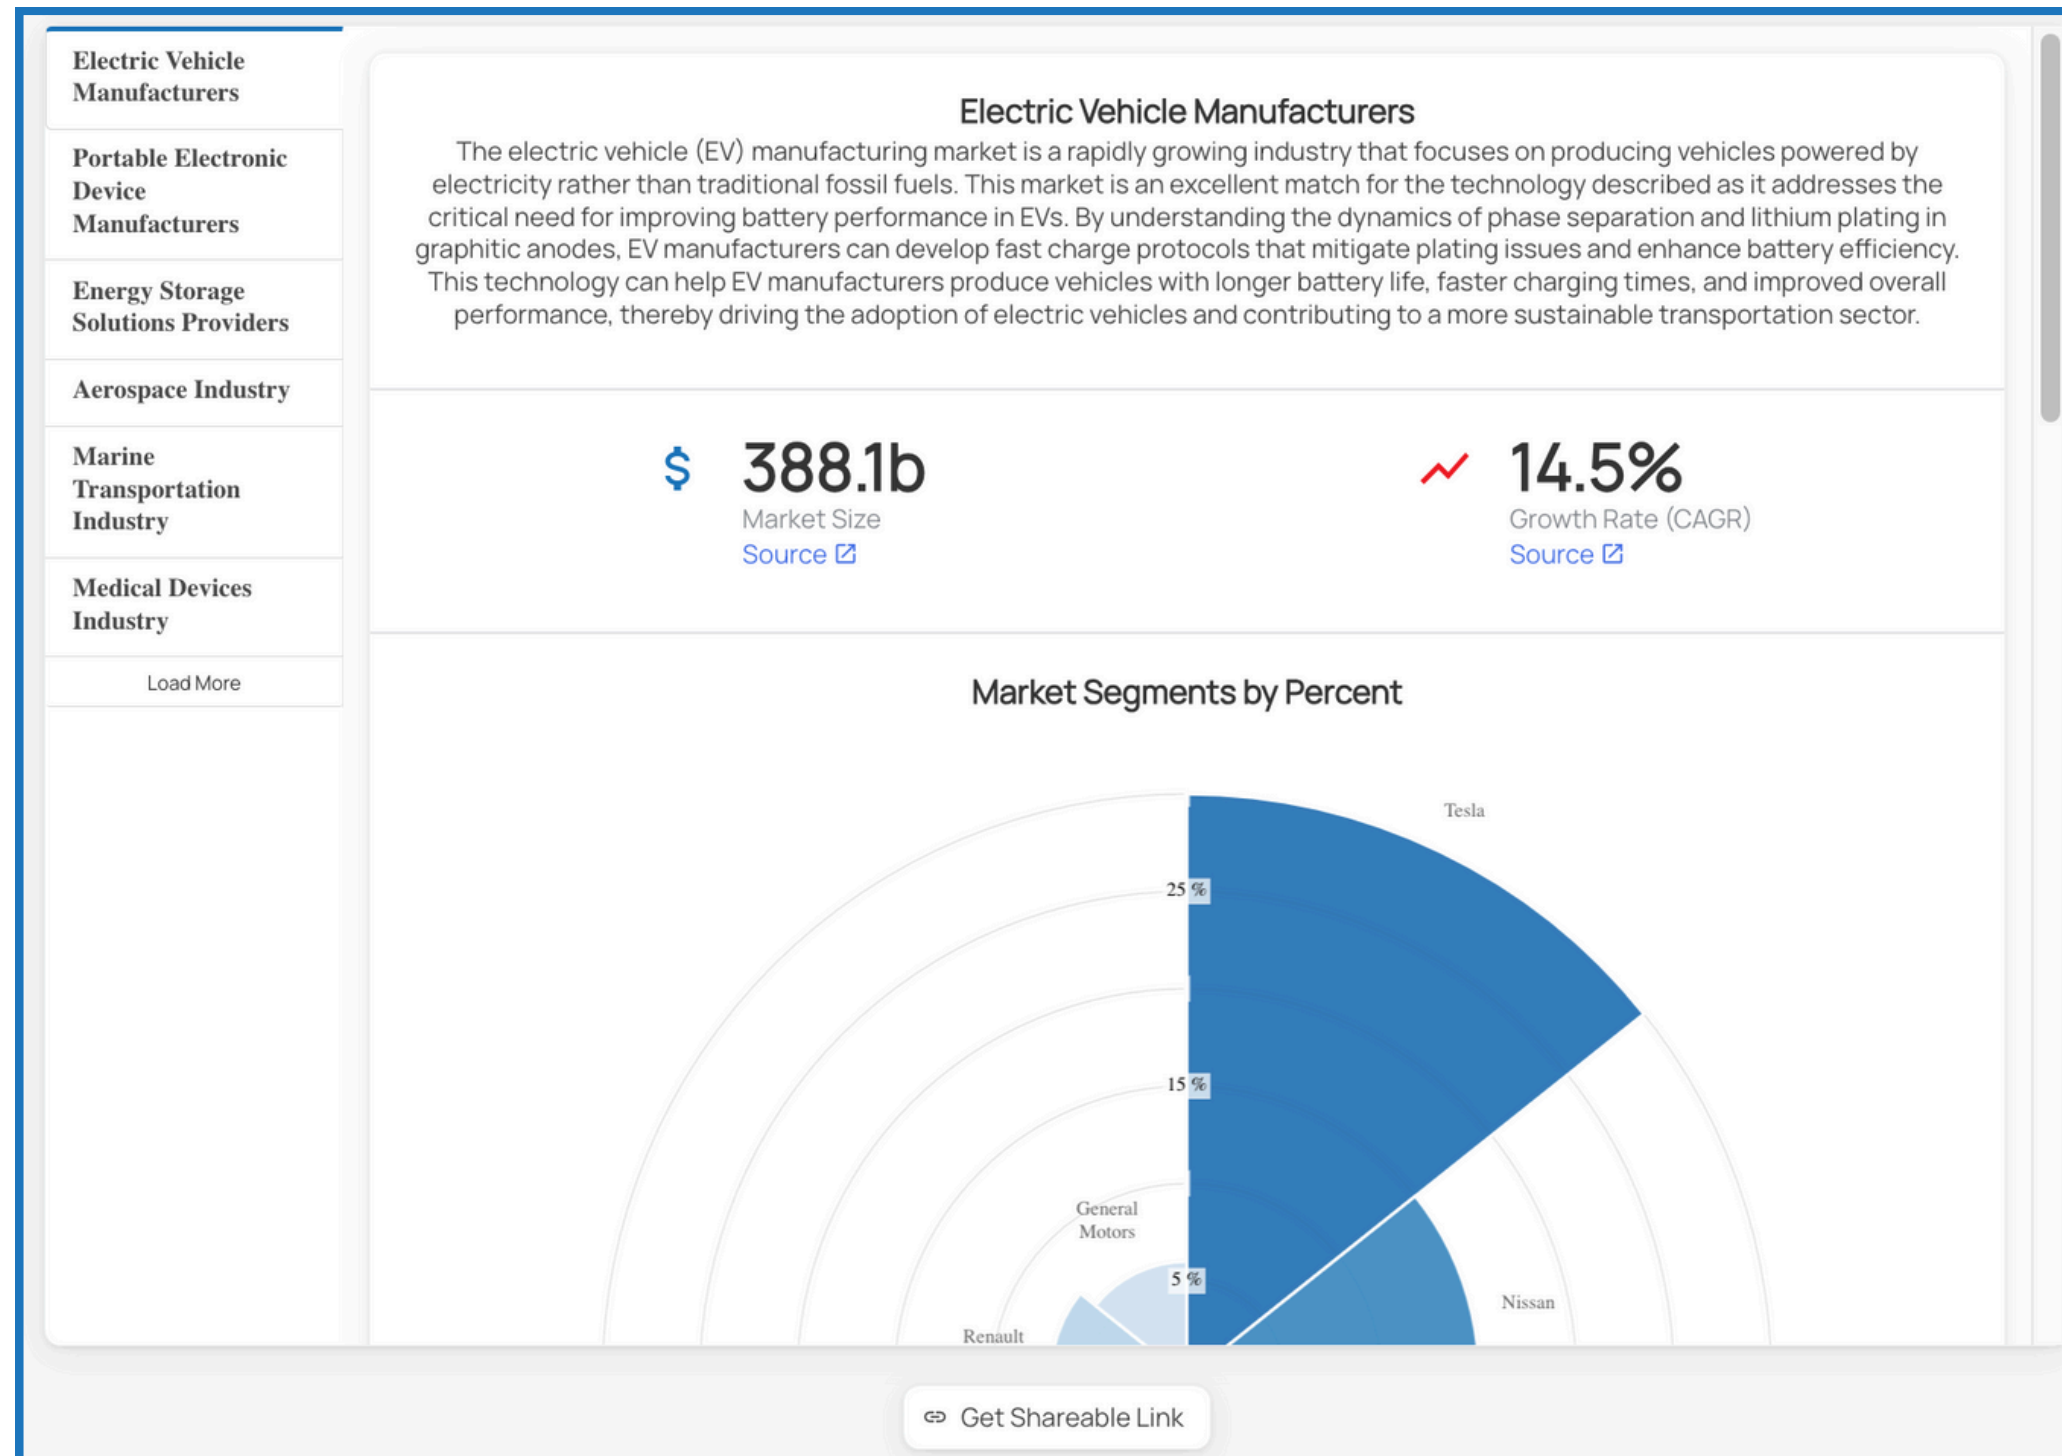 Electric Vehicle
Manufacturers
Portable Electronic
Device
Manufacturers
Energy Storage
Solutions Providers
Aerospace Industry
Marine
Transportation
Industry
Medical Devices
Industry
Load More
Electric Vehicle Manufacturers
The electric vehicle (EV) manufacturing market is a rapidly growing industry that focuses on producing vehicles powered by
electricity rather than traditional fossil fuels. This market is an excellent match for the technology described as it addresses the
critical need for improving battery performance in EVs. By understanding the dynamics of phase separation and lithium plating in
graphitic anodes, EV manufacturers can develop fast charge protocols that mitigate plating issues and enhance battery efficiency.
This technology can help EV manufacturers produce vehicles with longer battery life, faster charging times, and improved overall
performance, thereby driving the adoption of electric vehicles and contributing to a more sustainable transportation sector.
$ 388.1b
Market Size
Source
14.5%
Growth Rate (CAGR)
Source
Market Segments by Percent
Tesla
25 %
15 %
General
Motors
5 %
Nissan
Renault
Get Shareable Link